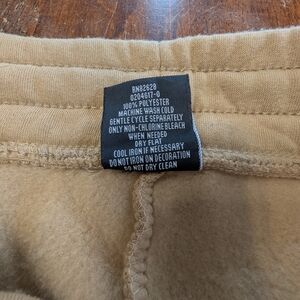 RN82628
0204617-0
100% POLYESTER
MACHINE WASH COLD
GENTLE CYCLE SEPARATELY
ONLY NON-CHLORINE BLEACH
WHEN NEEDED
DRY FLAT
COOL IRON IF NECESSARY
DO NOT IRON ON DECORATION
DO NOT DRY CLEAN